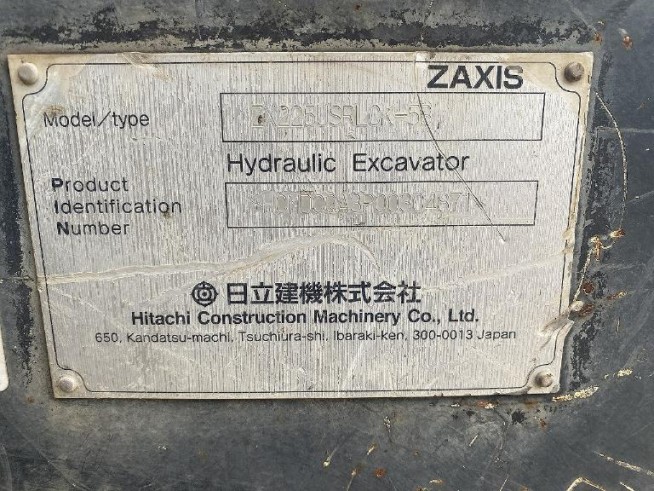 ZAXIS
Model/type
Hydraulic Excavator
Product
Identification
Number
日立建機株式会社
Hitachi Construction Machinery Co., Ltd.
650, Kandatsu-machi, Tsuchiura-shi, Ibaraki-ken, 300-0013 Japan